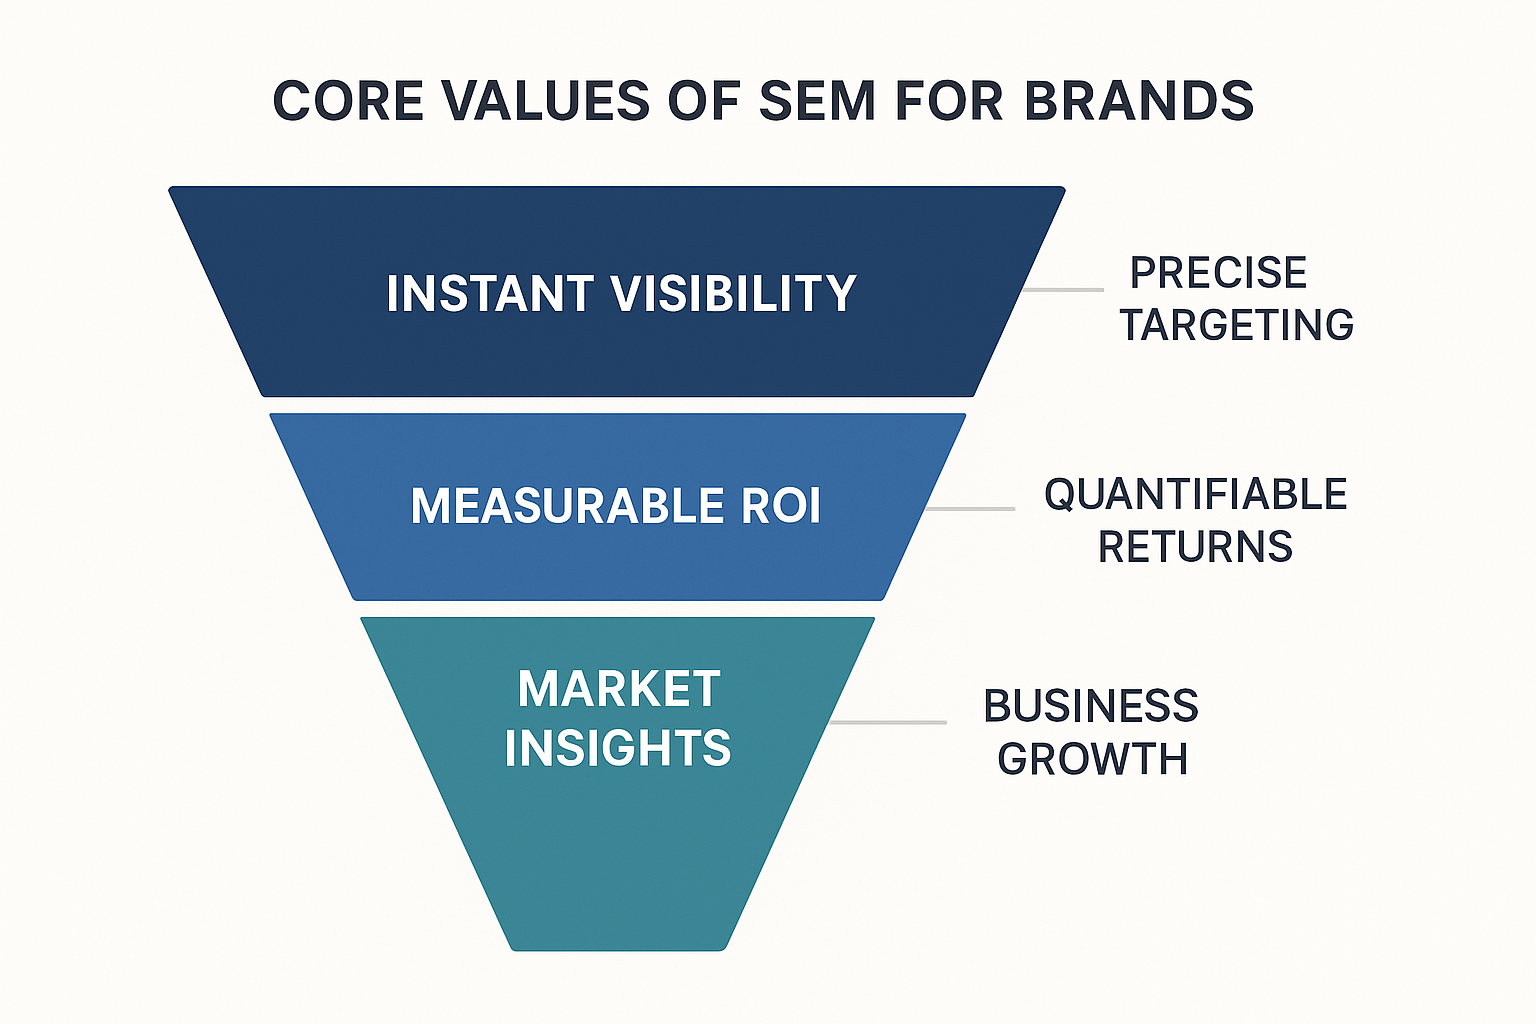 CORE VALUES OF SEM FOR BRANDS
INSTANT VISIBILITY
PRECISE
TARGETING
MEASURABLE ROI
QUANTIFIABLE
RETURNS
MARKET
INSIGHTS
BUSINESS
GROWTH